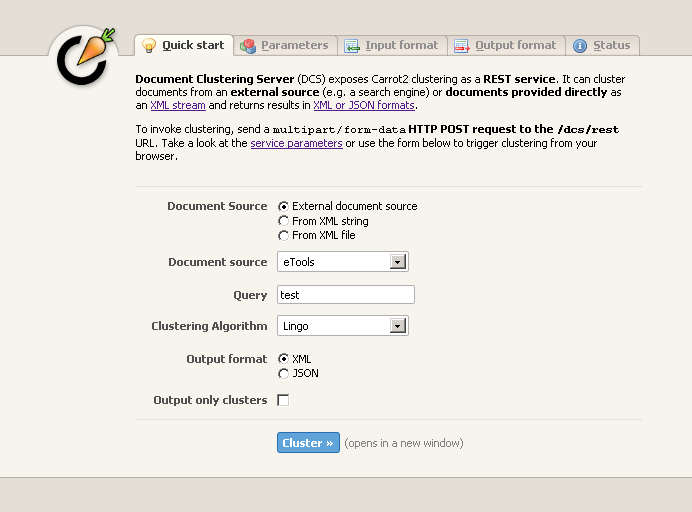 Quick start Parameters Input format Output format Status
Document Clustering Server (DCS) exposes Carrot2 clustering as a REST service. It can cluster
documents from an external source (e.g. a search engine) or documents provided directly as
an XML stream and returns results in XML or JSON formats.
To invoke clustering, send a multipart/form-data HTTP POST request to the /dcs/rest
URL. Take a look at the service parameters or use the form below to trigger clustering from your
browser.
Document Source External document source
From XML string
From XML file
Document source eTools
Query test
Clustering Algorithm Lingo
Output format XML
JSON
Output only clusters
Cluster » (opens in a new window)